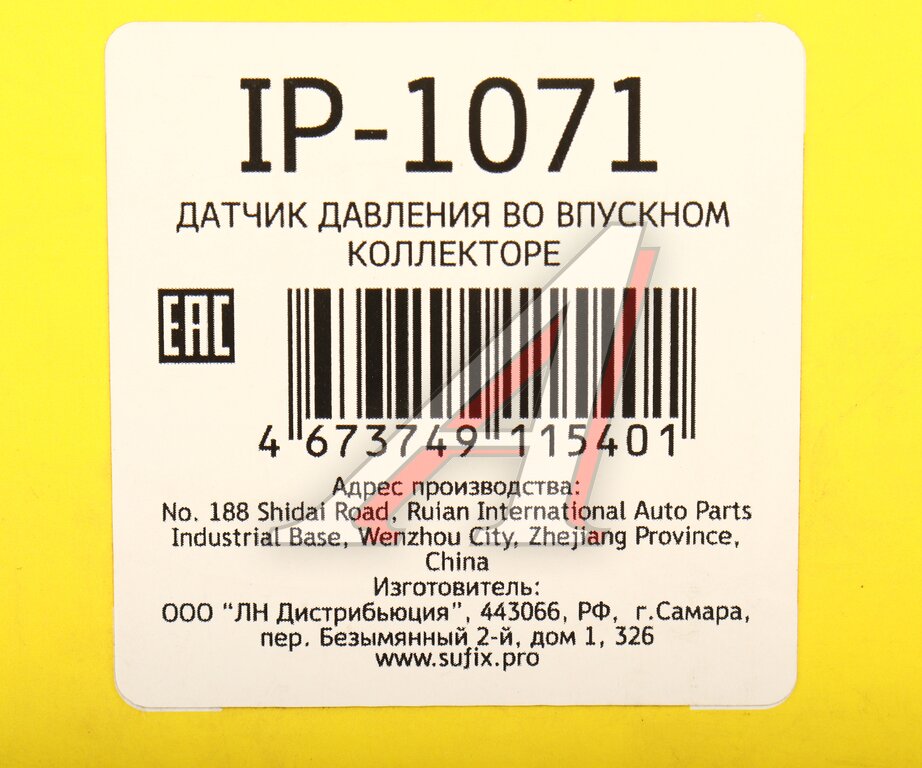 IP-1071
ДАТЧИК ДАВЛЕНИЯ ВО ВПУСКНОМ
КОЛЛЕКТОРЕ
EAC
4 673749 115401
Адрес производства:
No. 188 Shidai Road, Ruian International Auto Parts
Industrial Base, Wenzhou City, Zhejiang Province,
China
Изготовитель:
ООО "ЛН Дистрибьюция", 443066, РФ, г.Самара,
пер. Безымянный 2-й, дом 1, 326
www.sufix.pro